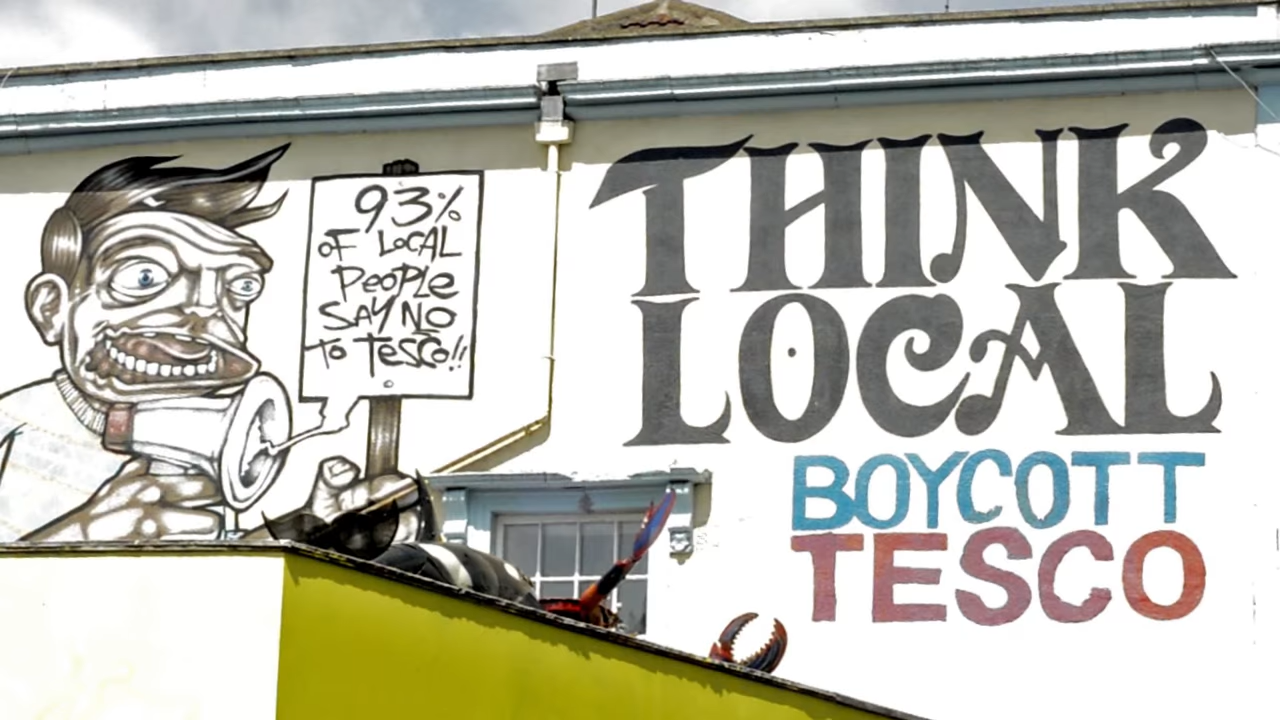 93%
OF LOCAL
PEOPLE
SAY NO
TO TESCO!!
THINK
LOCAL
BOYCOTT
TESCO